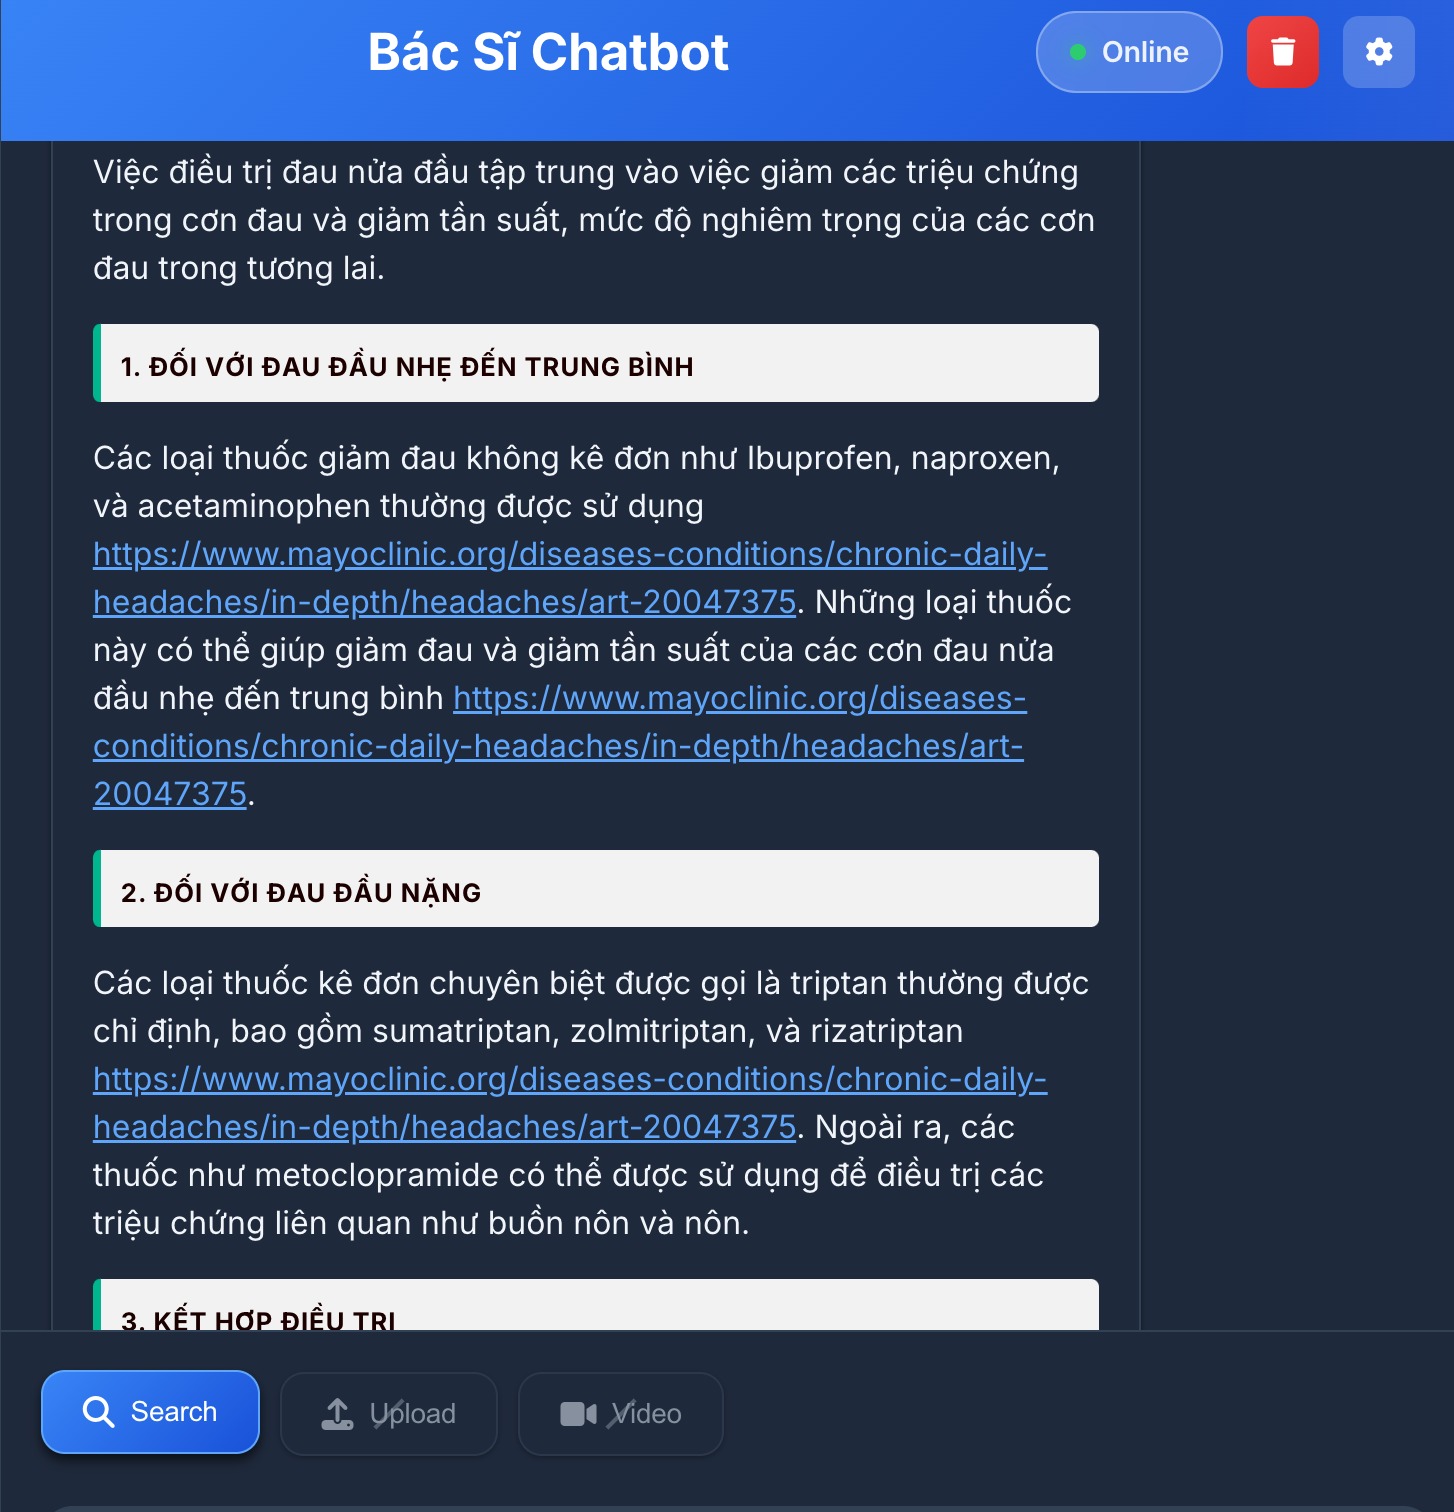 Bác Sĩ Chatbot
Online
Việc điều trị đau nửa đầu tập trung vào việc giảm các triệu chứng
trong cơn đau và giảm tần suất, mức độ nghiêm trọng của các cơn
đau trong tương lai.
1. ĐỐI VỚI ĐAU ĐẦU NHẸ ĐẾN TRUNG BÌNH
Các loại thuốc giảm đau không kê đơn như Ibuprofen, naproxen,
và acetaminophen thường được sử dụng
https://www.mayoclinic.org/diseases-conditions/chronic-daily-
headaches/in-depth/headaches/art-20047375. Những loại thuốc
này có thể giúp giảm đau và giảm tần suất của các cơn đau nửa
đầu nhẹ đến trung bình https://www.mayoclinic.org/diseases-
conditions/chronic-daily-headaches/in-depth/headaches/art-
20047375.
2. ĐỐI VỚI ĐAU ĐẦU NẶNG
Các loại thuốc kê đơn chuyên biệt được gọi là triptan thường được
chỉ định, bao gồm sumatriptan, zolmitriptan, và rizatriptan
https://www.mayoclinic.org/diseases-conditions/chronic-daily-
headaches/in-depth/headaches/art-20047375. Ngoài ra, các
thuốc như metoclopramide có thể được sử dụng để điều trị các
triệu chứng liên quan như buồn nôn và nôn.
3. KẾT HỢP ĐIỀU TRỊ
Search
Upload
Video